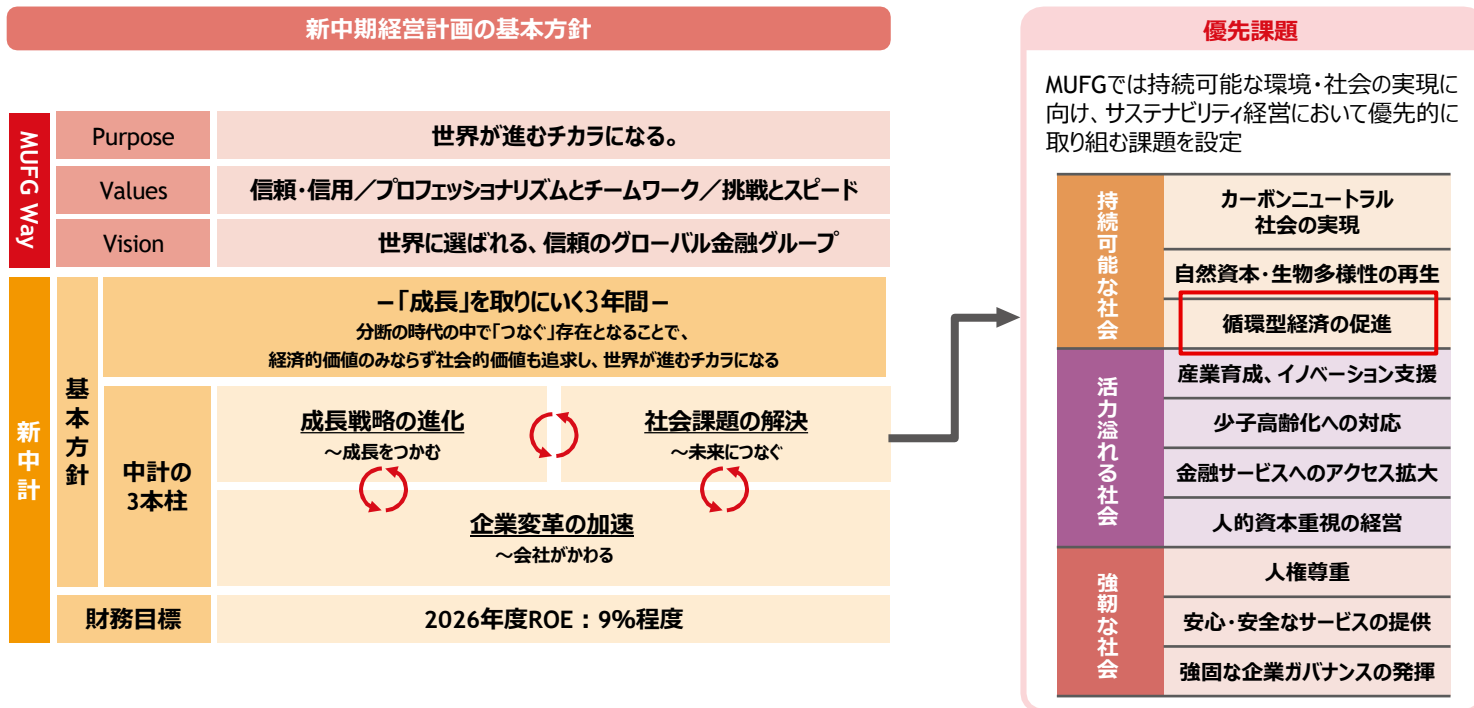 新中期経営計画の基本方針
MUFG Way
Purpose
世界が進むチカラになる。
Values
信頼・信用／プロフェッショナリズムとチームワーク／挑戦とスピード
Vision
世界に選ばれる、信頼のグローバル金融グループ
新中計
基本方針
－「成長」を取りにいく3年間－
分断の時代の中で「つなぐ」存在となることで、
経済的価値のみならず社会的価値も追求し、世界が進むチカラになる
中計の
3本柱
成長戦略の進化
～成長をつかむ
社会課題の解決
～未来につなぐ
企業変革の加速
～会社がかわる
財務目標
2026年度ROE：9%程度
優先課題
MUFGでは持続可能な環境・社会の実現に
向け、サステナビリティ経営において優先的に
取り組む課題を設定
持続可能な社会
カーボンニュートラル
社会の実現
自然資本・生物多様性の再生
循環型経済の促進
活力溢れる社会
産業育成、イノベーション支援
少子高齢化への対応
金融サービスへのアクセス拡大
人的資本重視の経営
強靭な社会
人権尊重
安心・安全なサービスの提供
強固な企業ガバナンスの発揮